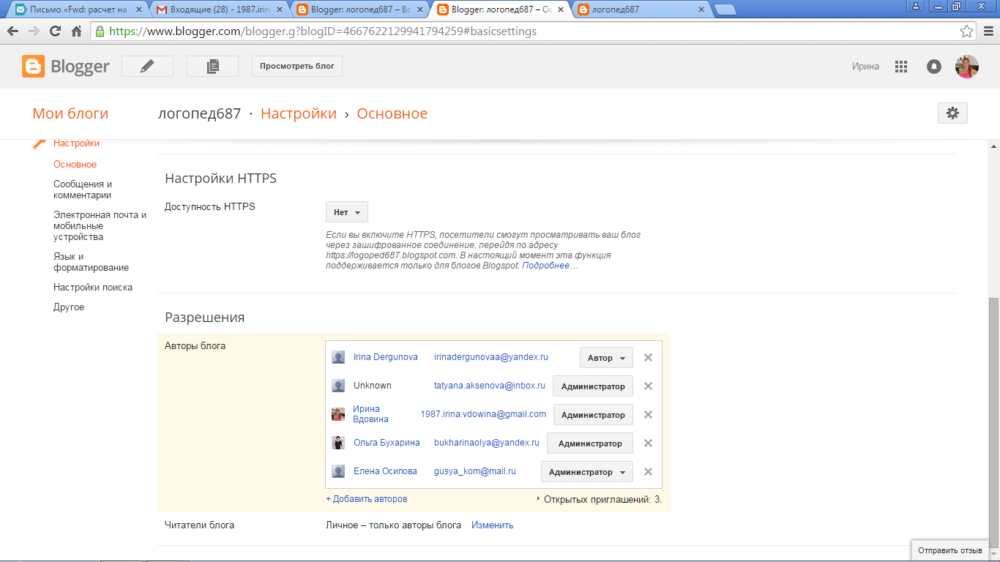 Письмо «Fwd: расчет на
Входящие (28) - 1987.irin
Blogger: логопед687 – Вс
Blogger: логопед687 – Ос
логопед687
https://www.blogger.com/blogger.g?blogID=4667622129941794259#basicsettings
Blogger
Просмотреть блог
Ирина
Мои блоги
логопед687 · Настройки › Основное
Настройки
Основное
Сообщения и
комментарии
Электронная почта и
мобильные
устройства
Язык и
форматирование
Настройки поиска
Другое
Настройки HTTPS
Доступность HTTPS
Нет
Если вы включите HTTPS, посетители смогут просматривать ваш блог
через зашифрованное соединение, перейдя по адресу
https://logoped687.blogspot.com. В настоящий момент эта функция
поддерживается только для блогов Blogspot. Подробнее…
Разрешения
Авторы блога
Irina Dergunova irinadergunovaa@yandex.ru Автор
Unknown tatyana.aksenova@inbox.ru Администратор
Ирина
Вдовина
1987.irina.vdowina@gmail.com Администратор
Ольга Бухарина bukharinaolya@yandex.ru Администратор
Елена Осипова gusya_kom@mail.ru Администратор
+ Добавить авторов
Открытых приглашений: 3.
Читатели блога
Личное – только авторы блога Изменить
Отправить отзыв